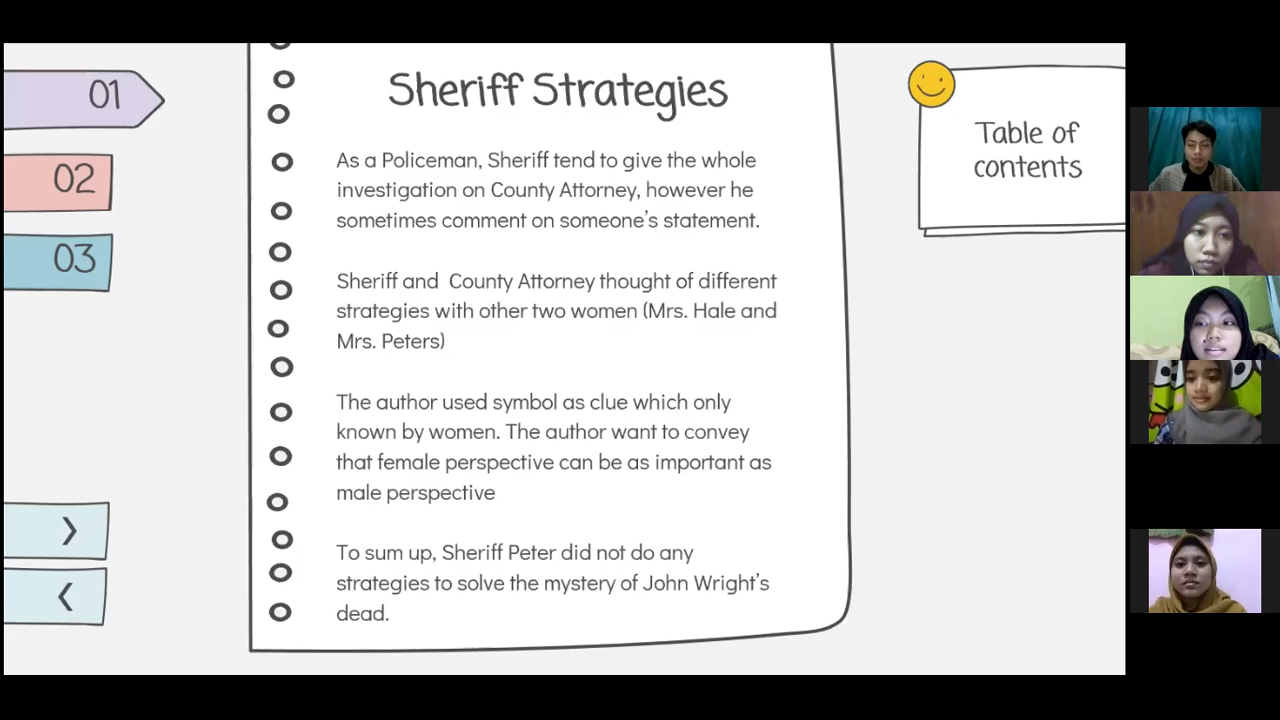 01
02
03
Sheriff Strategies
As a Policeman, Sheriff tend to give the whole
investigation on County Attorney, however he
sometimes comment on someone's statement.
Sheriff and County Attorney thought of different
strategies with other two women (Mrs. Hale and
Mrs. Peters)
The author used symbol as clue which only
known by women. The author want to convey
that female perspective can be as important as
male perspective
To sum up, Sheriff Peter did not do any
strategies to solve the mystery of John Wright's
dead.
Table of
contents